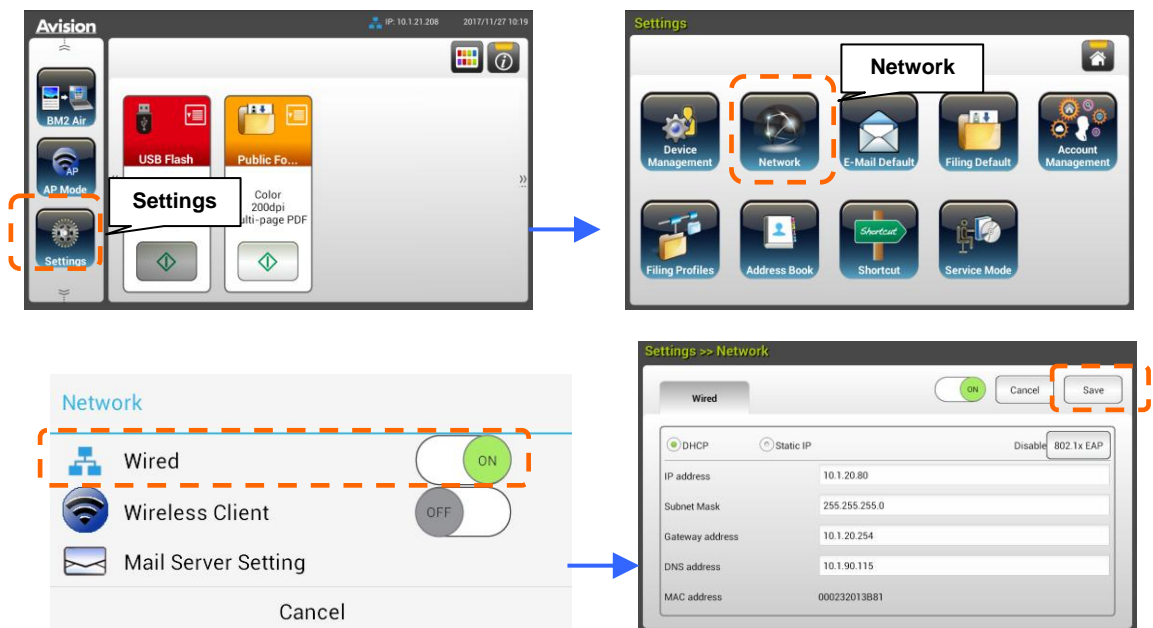 Avision
IP: 10.1.21.208 2017/11/27 10:19
BM2 Air
AP
AP Mode
Settings
USB Flash
Public Fo...
Color
200dpi
ulti-page PDF
Settings
Settings
Network
Device
Management
Network
E-Mail Default
Filing Default
Account
Management
Filing Profiles
Address Book
Shortcut
Shortcut
Service Mode
Network
Wired ON
Wireless Client OFF
Mail Server Setting
Cancel
Settings >> Network
Wired ON Cancel Save
DHCP Static IP Disable 802.1x EAP
IP address 10.1.20.80
Subnet Mask 255.255.255.0
Gateway address 10.1.20.254
DNS address 10.1.90.115
MAC address 000232013B81